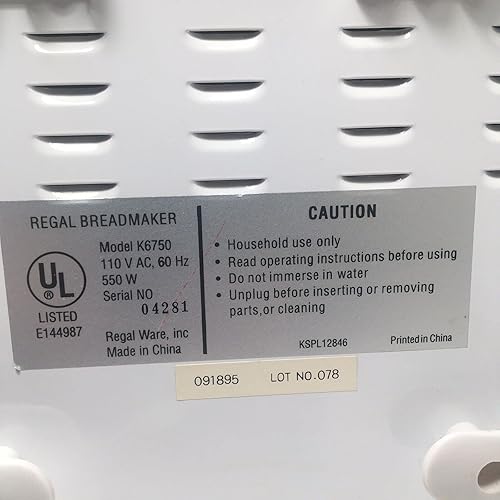 REGAL BREADMAKER
UL
®
LISTED
E144987
Model K6750
110 V AC, 60 Hz
550 W
Serial NO
04281
Regal Ware, inc
Made in China
CAUTION
• Household use only
• Read operating instructions before using
• Do not immerse in water
• Unplug before inserting or removing
parts,or cleaning
KSPL12846 Printed in China
091895 LOT NO.078